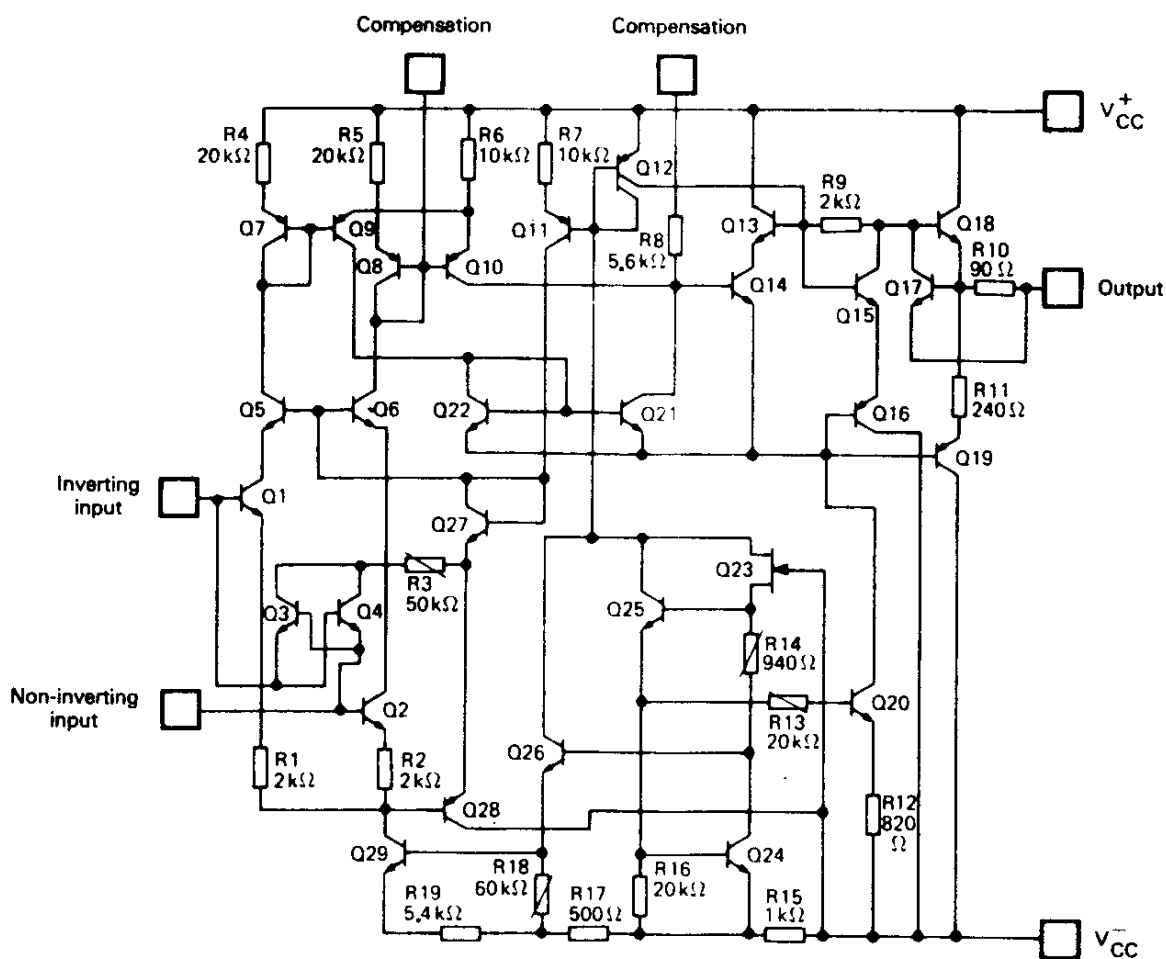 Compensation
Compensation
V+CC
R4
20kΩ
R5
20kΩ
R6
10kΩ
R7
10kΩ
Q12
R9
2kΩ
Q18
Q7
Q9
Q8
Q10
Q11
R8
5.6kΩ
Q13
Q14
Q15
Q17
R10
90 Ω
Output
Q5
Q6
Q22
Q21
Q16
R11
240Ω
Q19
Inverting
input
Q1
Q27
Q3
Q4
R3
50kΩ
Q23
Q25
R14
940Ω
Non-inverting
input
Q2
R13
20kΩ
Q20
R1
2kΩ
R2
2kΩ
Q26
Q28
R12
820
Ω
Q29
R18
60kΩ
R16
20kΩ
Q24
R19
5.4kΩ
R17
500Ω
R15
1kΩ
V−CC